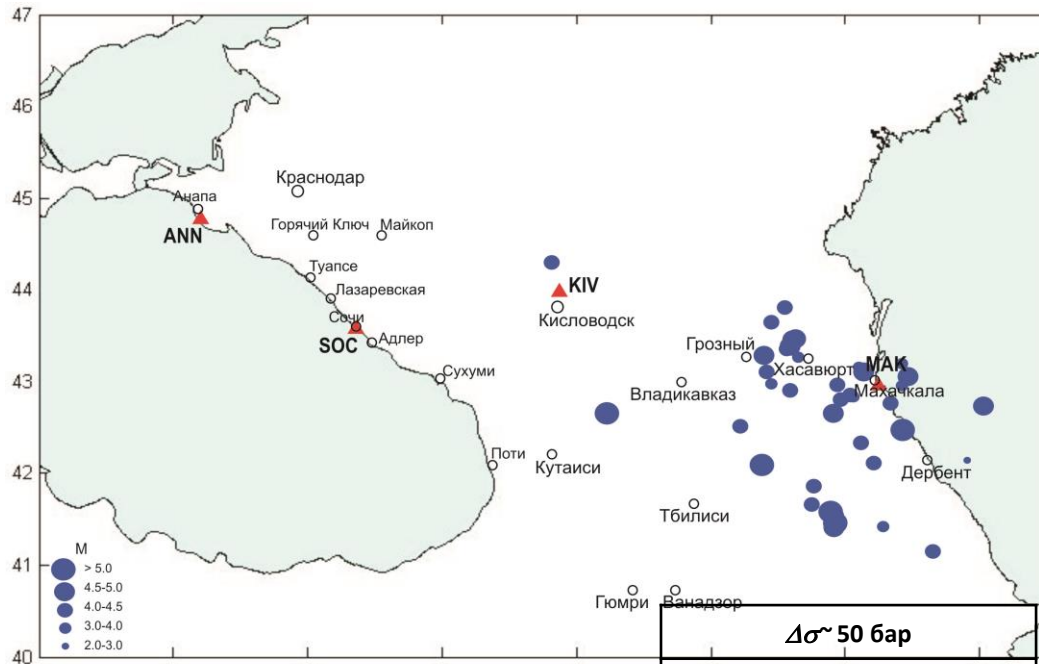 47
46
45
44
43
42
41
40
Краснодар
Анапа
ANN
Горячий Ключ
Майкоп
Туапсе
Лазаревская
Сочи
SOC
Адлер
KIV
Кисловодск
Сухуми
Грозный
Хасавюрт
MAK
Махачкала
Владикавказ
Поти
Кутаиси
Дербент
Тбилиси
Гюмри
Ванадзор
M
> 5.0
4.5-5.0
4.0-4.5
3.0-4.0
2.0-3.0
Δσ~ 50 бар